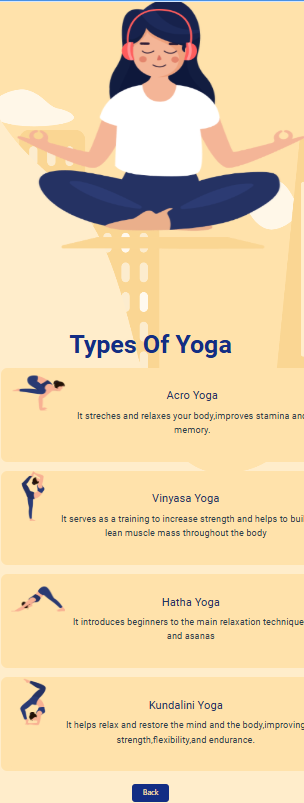 Types Of Yoga
Acro Yoga
It streches and relaxes your body,improves stamina and
memory.
Vinyasa Yoga
It serves as a training to increase strength and helps to
lean muscle mass throughout the body
Hatha Yoga
It introduces beginners to the main relaxation technique
and asanas
Kundalini Yoga
It helps relax and restore the mind and the body,improving
strength,flexibility,and endurance.
Back